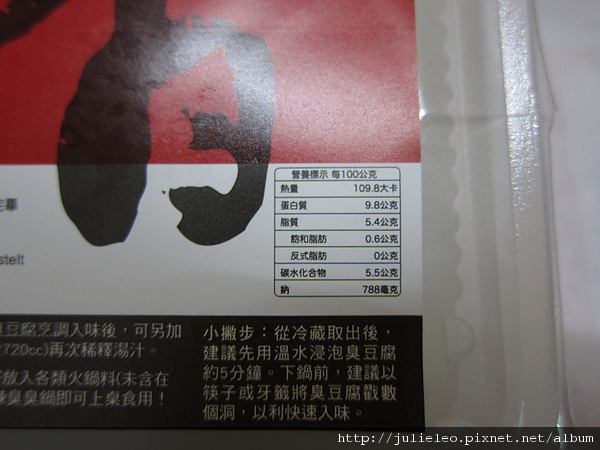 營養標示 每100公克
熱量 109.8大卡
蛋白質 9.8公克
脂質 5.4公克
飽和脂肪 0.6公克
反式脂肪 0公克
碳水化合物 5.5公克
鈉 788毫克
臭豆腐烹調入味後,可另加
720cc)再次稀釋湯汁。
放入各類火鍋料(未含在
臭臭鍋即可上桌食用!
小撇步:從冷藏取出後,
建議先用溫水浸泡臭豆腐
約5分鐘。下鍋前,建議以
筷子或牙籤將臭豆腐戳數
個洞,以利快速入味。
http://julieleo.pixnet.net/album